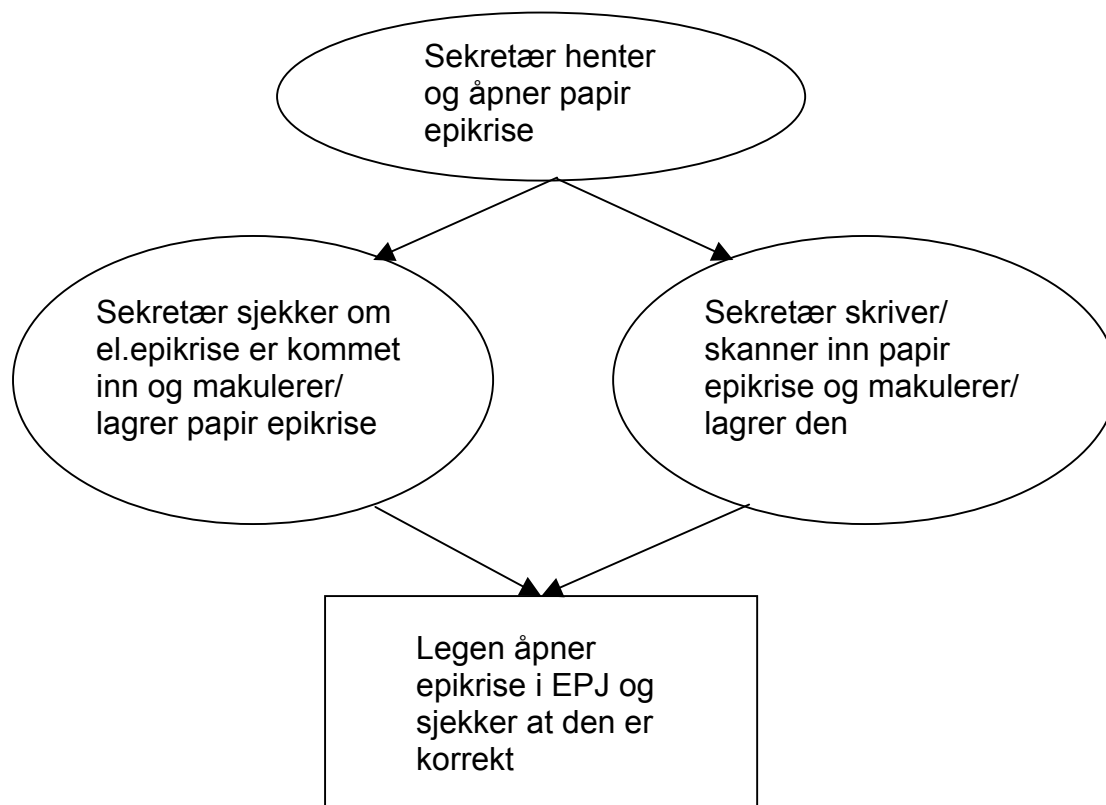 Sekretær henter
og åpner papir
epikrise
Sekretær sjekker om
el.epikrise er kommet
inn og makulerer/
lagrer papir epikrise
Sekretær skriver/
skanner inn papir
epikrise og makulerer/
lagrer den
Legen åpner
epikrise i EPJ og
sjekker at den er
korrekt